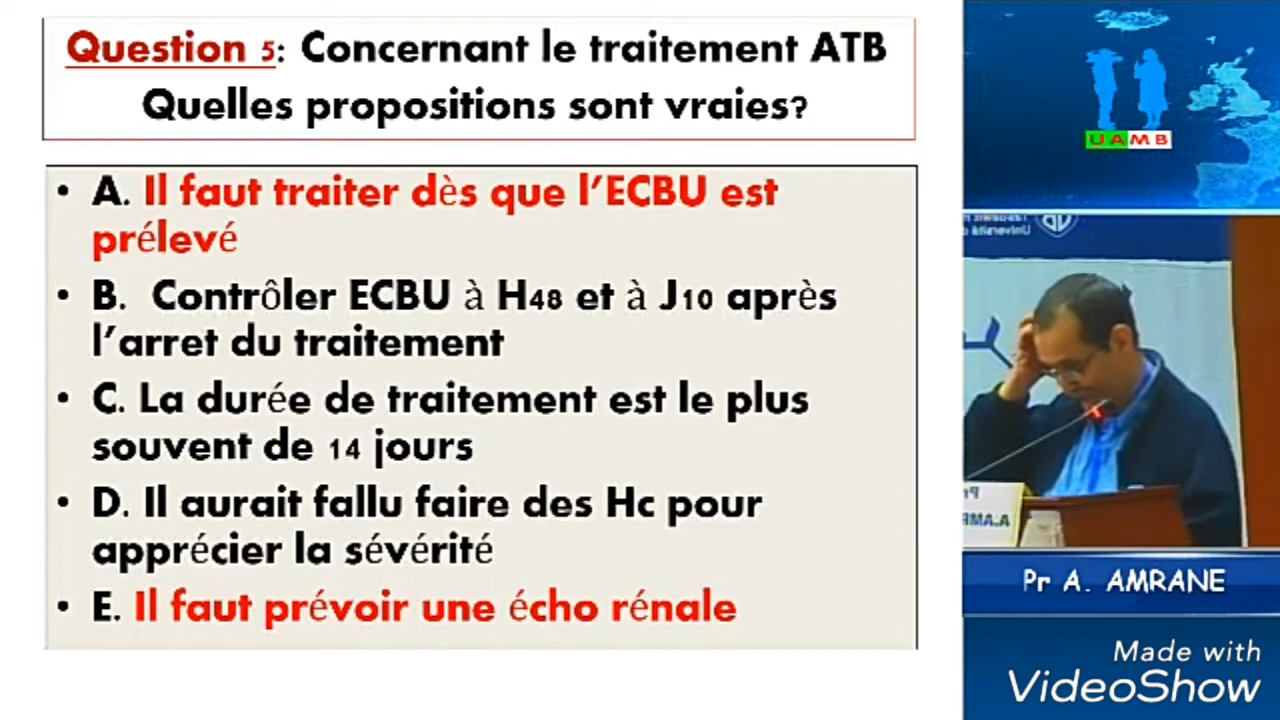 Question 5: Concernant le traitement ATB
Quelles propositions sont vraies?
• A. Il faut traiter dès que l’ECBU est
prélevé
• B. Contrôler ECBU à H48 et à J10 après
l’arret du traitement
• C. La durée de traitement est le plus
souvent de 14 jours
• D. Il aurait fallu faire des Hc pour
apprécier la sévérité
• E. Il faut prévoir une écho rénale
UAMB
Pr A. AMRANE
Made with
VideoShow